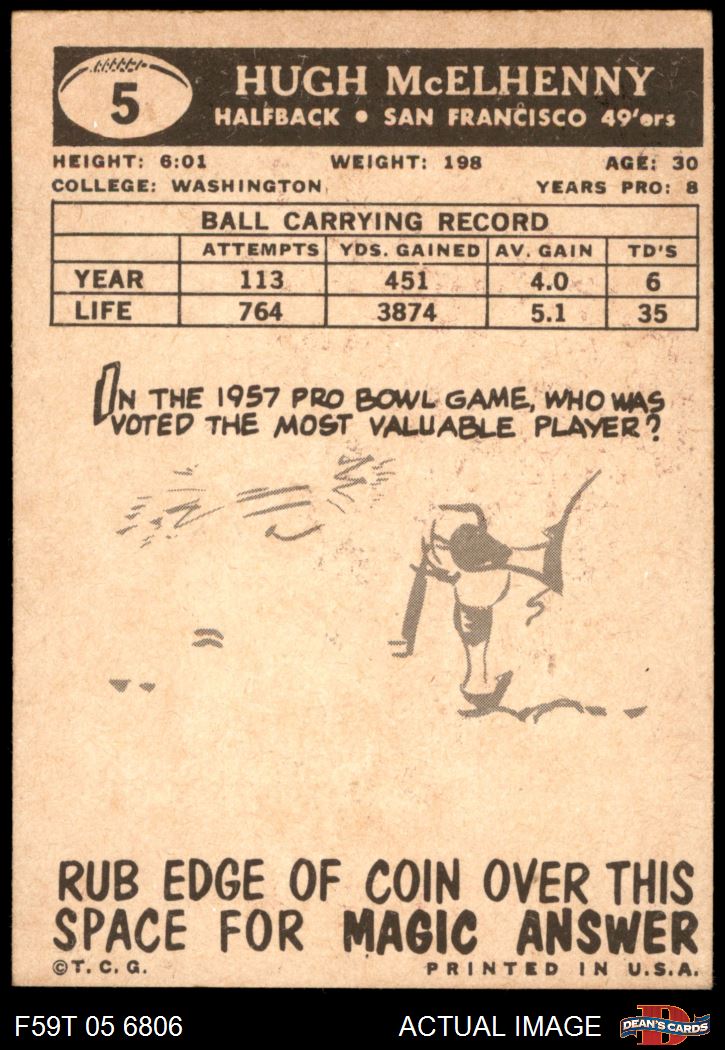 5
HUGH McELHENNY
HALFBACK • SAN FRANCISCO 49'ers
HEIGHT: 6:01 WEIGHT: 198 AGE: 30
COLLEGE: WASHINGTON YEARS PRO: 8
BALL CARRYING RECORD
ATTEMPTS YDS. GAINED AV. GAIN TD'S
YEAR 113 451 4.0 6
LIFE 764 3874 5.1 35
IN THE 1957 PRO BOWL GAME, WHO WAS
VOTED THE MOST VALUABLE PLAYER?
RUB EDGE OF COIN OVER THIS
SPACE FOR MAGIC ANSWER
©T.C.G. PRINTED IN U.S.A.
F59T 05 6806 ACTUAL IMAGE D DEAN'S CARDS